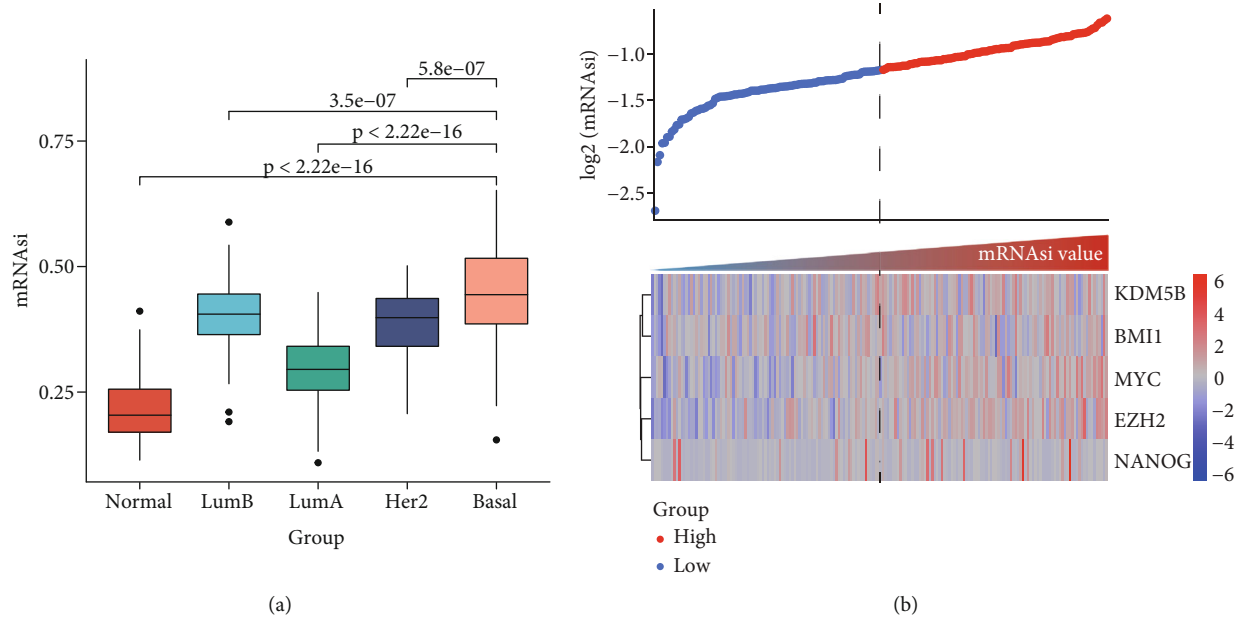 5.8e−07
3.5e−07
p < 2.22e−16
p < 2.22e−16
0.75
0.50
0.25
mRNAsi
Normal LumB LumA Her2 Basal
Group
(a)
−1.0
−1.5
−2.0
−2.5
log2 (mRNAsi)
mRNAsi value
KDM5B
BMI1
MYC
EZH2
NANOG
6
4
2
0
−2
−4
−6
Group
High
Low
(b)